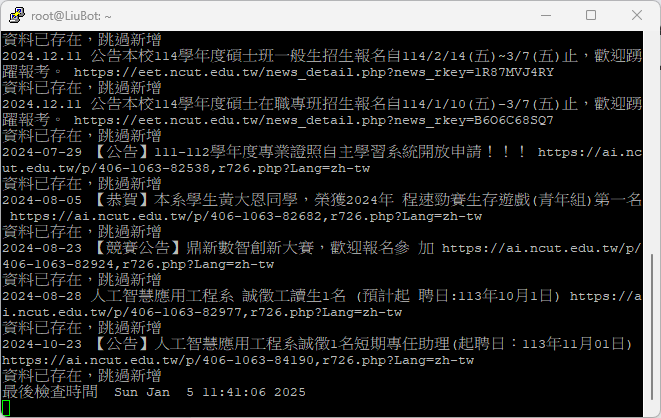 root@LiuBot: ~
資料已存在，跳過新增
2024.12.11 公告本校114學年度碩士班一般生招生報名自114/2/14(五)~3/7(五)止，歡迎踴
躍報考。 https://eet.ncut.edu.tw/news_detail.php?news_rkey=1R87MVJ4RY
資料已存在，跳過新增
2024.12.11 公告本校114學年度碩士在職專班招生報名自114/1/10(五)-3/7(五)止，歡迎踴
躍報考。 https://eet.ncut.edu.tw/news_detail.php?news_rkey=B6O6C68SQ7
資料已存在，跳過新增
2024-07-29 【公告】111-112學年度專業證照自主學習系統開放申請！！！ https://ai.nc
ut.edu.tw/p/406-1063-82538,r726.php?Lang=zh-tw
資料已存在，跳過新增
2024-08-05 【恭賀】本系學生黃大恩同學，榮獲2024年 程速勁賽生存遊戲(青年組)第一名
https://ai.ncut.edu.tw/p/406-1063-82682,r726.php?Lang=zh-tw
資料已存在，跳過新增
2024-08-23 【競賽公告】鼎新數智創新大賽，歡迎報名參 加 https://ai.ncut.edu.tw/p/
406-1063-82924,r726.php?Lang=zh-tw
資料已存在，跳過新增
2024-08-28 人工智慧應用工程系 誠徵工讀生1名 (預計起 聘日:113年10月1日) https://a
i.ncut.edu.tw/p/406-1063-82977,r726.php?Lang=zh-tw
資料已存在，跳過新增
2024-10-23 【公告】人工智慧應用工程系誠徵1名短期專任助理(起聘日：113年11月01日)
https://ai.ncut.edu.tw/p/406-1063-84190,r726.php?Lang=zh-tw
資料已存在，跳過新增
最後檢查時間  Sun Jan  5 11:41:06 2025